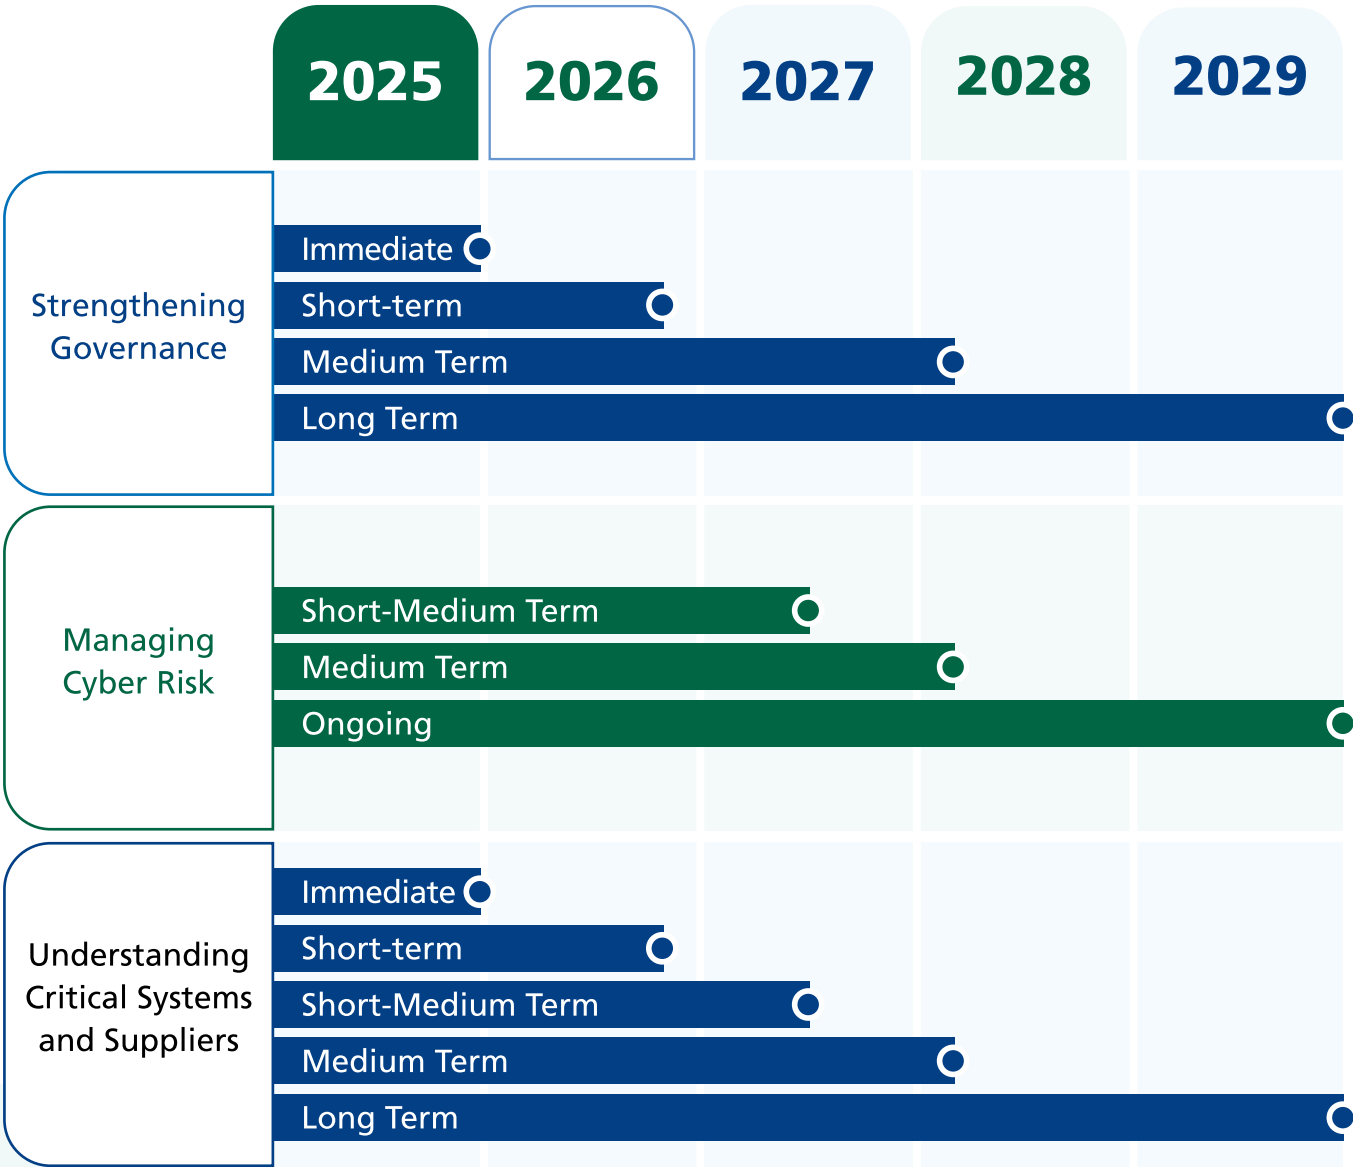 2025 2026 2027 2028 2029
Strengthening
Governance
Immediate
Short-term
Medium Term
Long Term
Managing
Cyber Risk
Short-Medium Term
Medium Term
Ongoing
Understanding
Critical Systems
and Suppliers
Immediate
Short-term
Short-Medium Term
Medium Term
Long Term